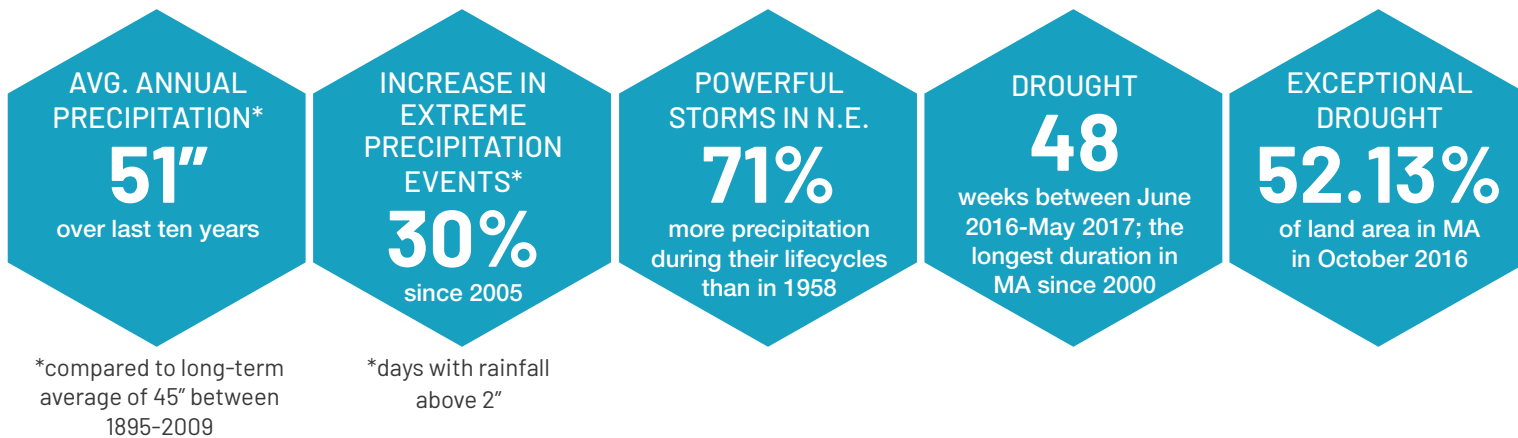 AVG. ANNUAL
PRECIPITATION*
51"
over last ten years
*compared to long-term
average of 45" between
1895-2009
INCREASE IN
EXTREME
PRECIPITATION
EVENTS*
30%
since 2005
*days with rainfall
above 2"
POWERFUL
STORMS IN N.E.
71%
more precipitation
during their lifecycles
than in 1958
DROUGHT
48
weeks between June
2016-May 2017; the
longest duration in
MA since 2000
EXCEPTIONAL
DROUGHT
52.13%
of land area in MA
in October 2016